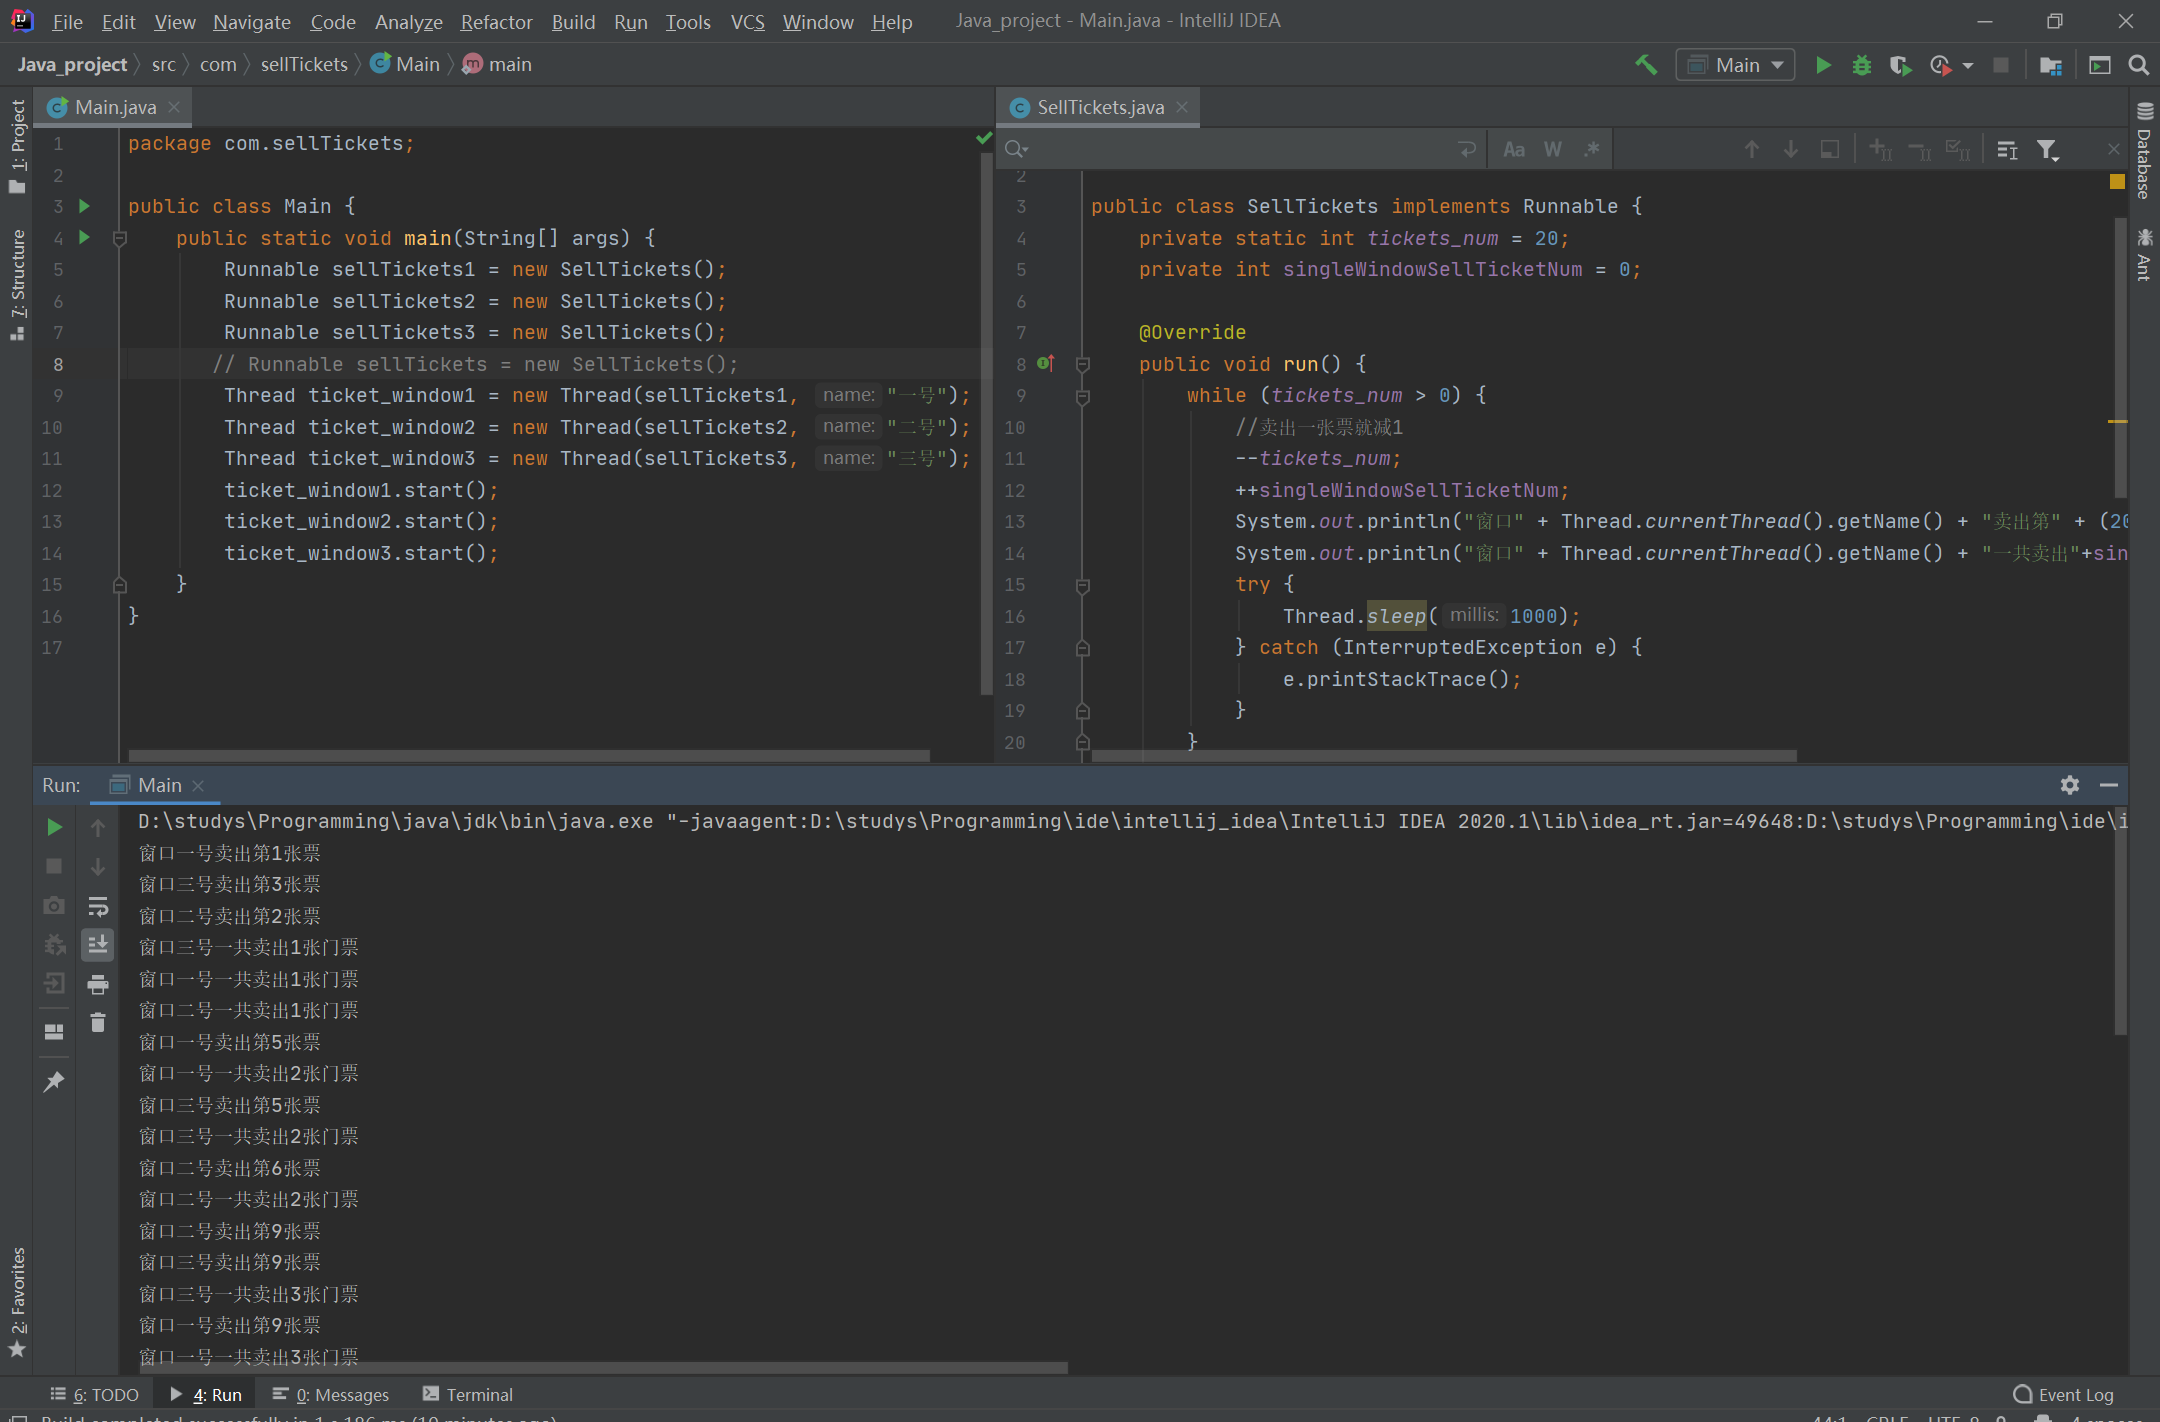 File Edit View Navigate Code Analyze Refactor Build Run Tools VCS Window Help Java_project - Main.java - IntelliJ IDEA
Java_project src com sellTickets Main main
Main
1: Project
7: Structure
2: Favorites
Main.java
1 package com.sellTickets;
2
3 public class Main {
4 public static void main(String[] args) {
5 Runnable sellTickets1 = new SellTickets();
6 Runnable sellTickets2 = new SellTickets();
7 Runnable sellTickets3 = new SellTickets();
8 // Runnable sellTickets = new SellTickets();
9 Thread ticket_window1 = new Thread(sellTickets1, name: "一号");
10 Thread ticket_window2 = new Thread(sellTickets2, name: "二号");
11 Thread ticket_window3 = new Thread(sellTickets3, name: "三号");
12 ticket_window1.start();
13 ticket_window2.start();
14 ticket_window3.start();
15 }
16 }
17
SellTickets.java
Aa W .*
2
3 public class SellTickets implements Runnable {
4 private static int tickets_num = 20;
5 private int singleWindowSellTicketNum = 0;
6
7 @Override
8 public void run() {
9 while (tickets_num > 0) {
10 //卖出一张票就减1
11 --tickets_num;
12 ++singleWindowSellTicketNum;
13 System.out.println("窗口" + Thread.currentThread().getName() + "卖出第" + (20
14 System.out.println("窗口" + Thread.currentThread().getName() + "一共卖出"+sin
15 try {
16 Thread.sleep( millis: 1000);
17 } catch (InterruptedException e) {
18 e.printStackTrace();
19 }
20 }
Database
Ant
Run: Main
D:\studys\Programming\java\jdk\bin\java.exe "-javaagent:D:\studys\Programming\ide\intellij_idea\IntelliJ IDEA 2020.1\lib\idea_rt.jar=49648:D:\studys\Programming\ide\i
窗口一号卖出第1张票
窗口三号卖出第3张票
窗口二号卖出第2张票
窗口三号一共卖出1张门票
窗口一号一共卖出1张门票
窗口二号一共卖出1张门票
窗口一号卖出第5张票
窗口一号一共卖出2张门票
窗口三号卖出第5张票
窗口三号一共卖出2张门票
窗口二号卖出第6张票
窗口二号一共卖出2张门票
窗口二号卖出第9张票
窗口三号卖出第9张票
窗口三号一共卖出3张门票
窗口一号卖出第9张票
窗口一号一共卖出3张门票
6: TODO 4: Run 0: Messages Terminal Event Log
Build completed successfully in 1 s 186 ms (10 minutes ago) 44:1 CRLF UTF-8 4 spaces